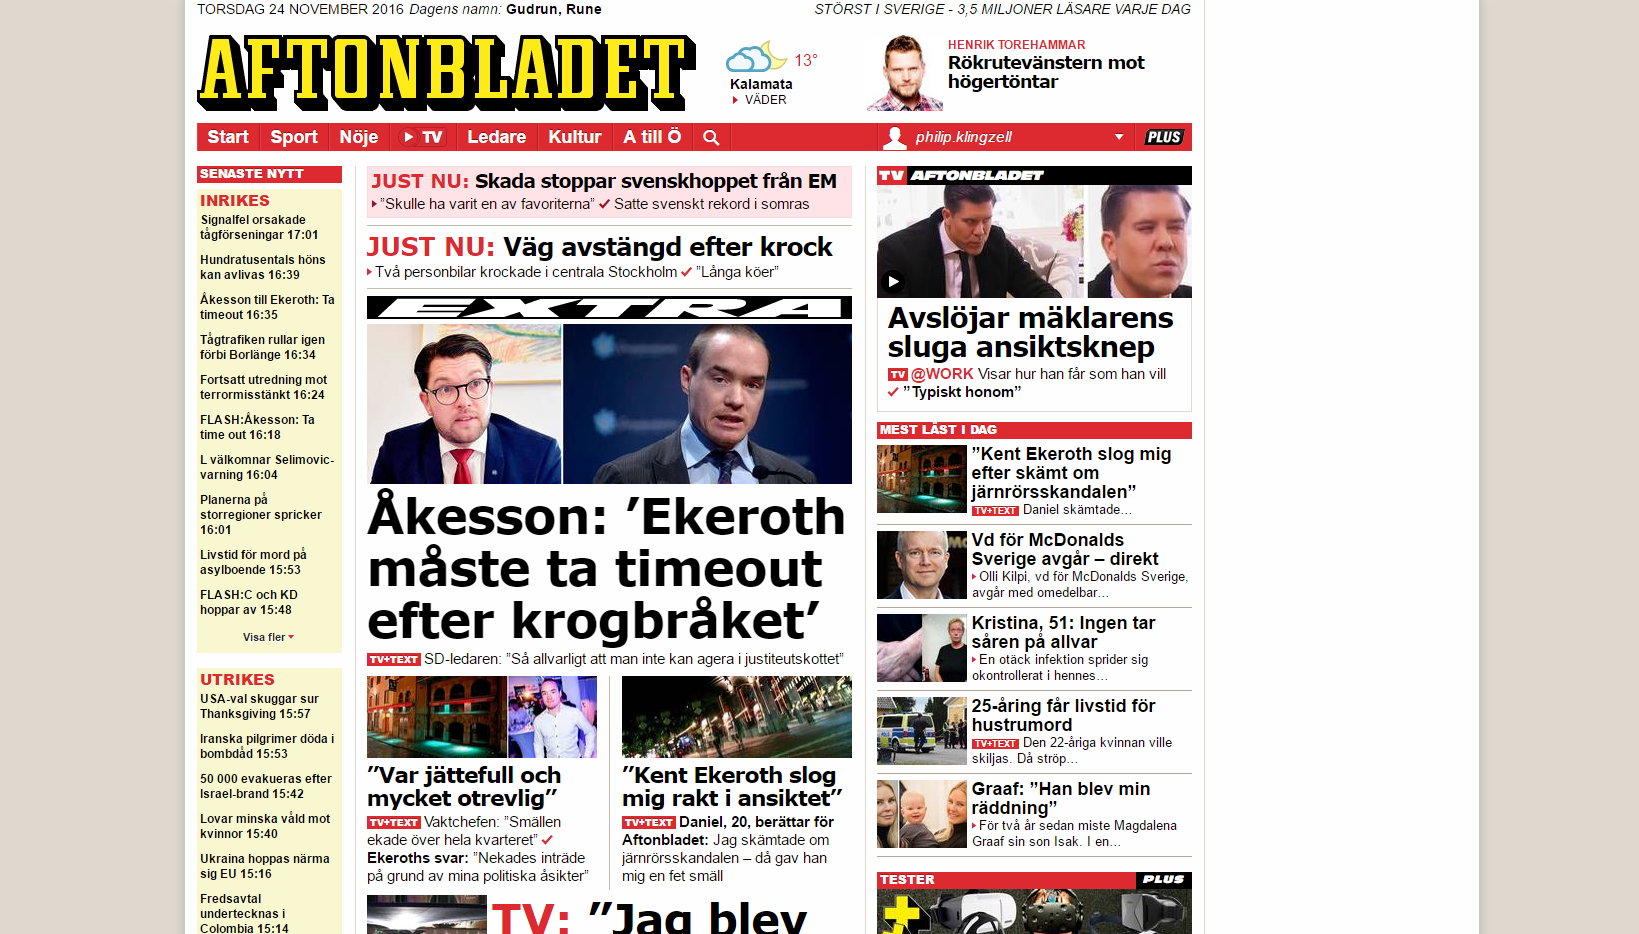 TORSDAG 24 NOVEMBER 2016 Dagens namn: Gudrun, Rune
STÖRST I SVERIGE - 3,5 MILJONER LÄSARE VARJE DAG
AFTONBLADET
13°
Kalamata
VÄDER
HENRIK TOREHAMMAR
Rökrutevänstern mot
högertöntar
Start Sport Nöje TV Ledare Kultur A till Ö
philip.klingzell
PLUS
SENASTE NYTT
INRIKES
Signalfel orsakade
tågförseningar 17:01
Hundratusentals höns
kan avlivas 16:39
Åkesson till Ekeroth: Ta
timeout 16:35
Tågtrafiken rullar igen
förbi Borlänge 16:34
Fortsatt utredning mot
terrormisstänkt 16:24
FLASH:Åkesson: Ta
time out 16:18
L välkomnar Selimovic-
varning 16:04
Planerna på
storregioner spricker
16:01
Livstid för mord på
asylboende 15:53
FLASH:C och KD
hoppar av 15:48
Visa fler
UTRIKES
USA-val skuggar sur
Thanksgiving 15:57
Iranska pilgrimer döda i
bombdåd 15:53
50 000 evakueras efter
Israel-brand 15:42
Lovar minska våld mot
kvinnor 15:40
Ukraina hoppas närma
sig EU 15:16
Fredsavtal
undertecknas i
Colombia 15:14
JUST NU: Skada stoppar svenskhoppet från EM
”Skulle ha varit en av favoriterna” Satte svenskt rekord i somras
JUST NU: Väg avstängd efter krock
Två personbilar krockade i centrala Stockholm ”Långa köer”
EXTRA
Åkesson: ’Ekeroth
måste ta timeout
efter krogbråket’
TV+TEXT SD-ledaren: ”Så allvarligt att man inte kan agera i justiteutskottet”
”Var jättefull och
mycket otrevlig”
TV+TEXT Vaktchefen: ”Smällen
ekade över hela kvarteret”
Ekeroths svar: ”Nekades inträde
på grund av mina politiska åsikter”
”Kent Ekeroth slog
mig rakt i ansiktet”
TV+TEXT Daniel, 20, berättar för
Aftonbladet: Jag skämtade om
järnrörsskandalen – då gav han
mig en fet smäll
TV: ”Jag blev
TV AFTONBLADET
Avslöjar mäklarens
sluga ansiktsknep
TV @WORK Visar hur han får som han vill
”Typiskt honom”
MEST LÄST I DAG
”Kent Ekeroth slog mig
efter skämt om
järnrörsskandalen”
TV+TEXT Daniel skämtade…
Vd för McDonalds
Sverige avgår – direkt
Olli Kilpi, vd för McDonalds Sverige,
avgår med omedelbar…
Kristina, 51: Ingen tar
såren på allvar
En otäck infektion sprider sig
okontrollerat i hennes…
25-åring får livstid för
hustrumord
TV+TEXT Den 22-åriga kvinnan ville
skiljas. Då ströp…
Graaf: ”Han blev min
räddning”
För två år sedan miste Magdalena
Graaf sin son Isak. I en…
TESTER
PLUS